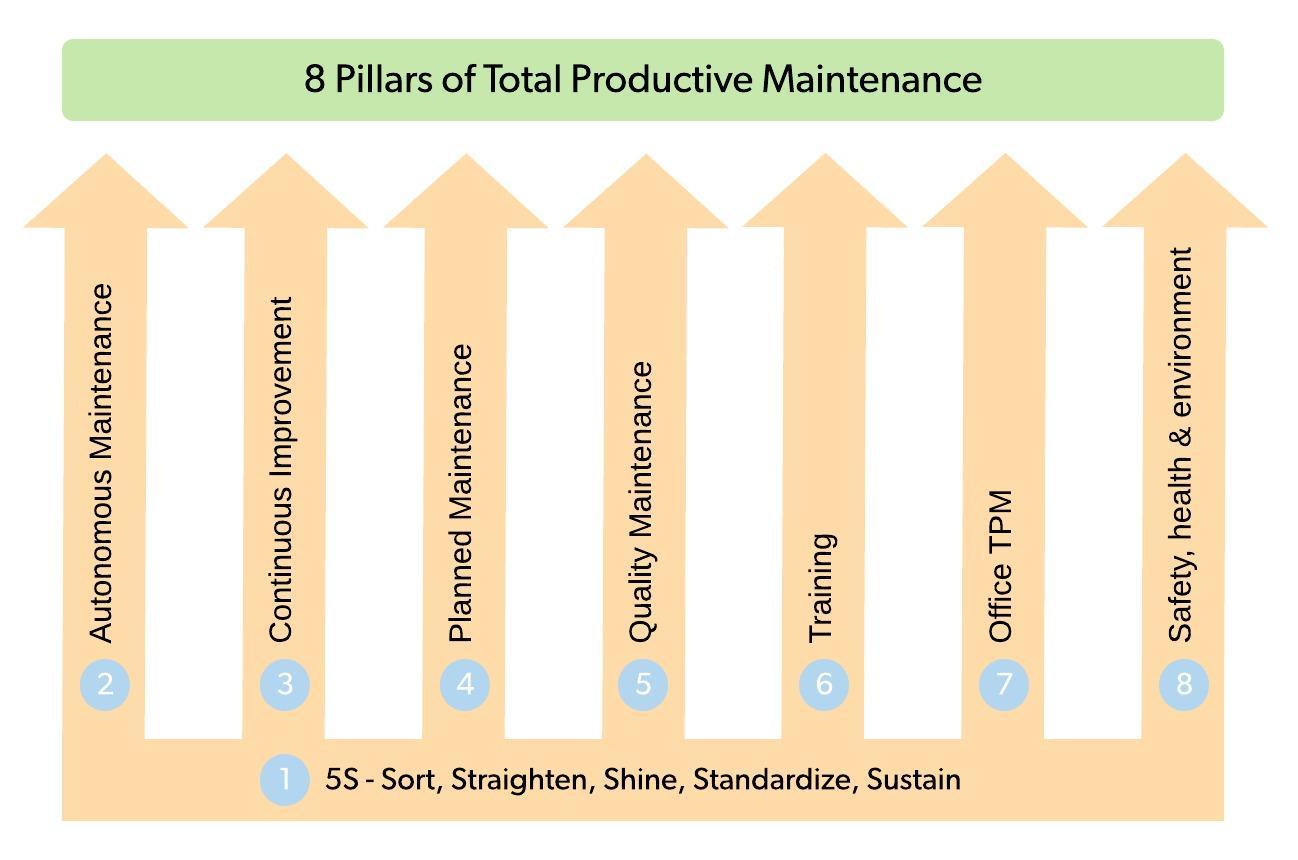 8 Pillars of Total Productive Maintenance
Autonomous Maintenance
2
Continuous Improvement
3
Planned Maintenance
4
Quality Maintenance
5
Training
6
Office TPM
7
Safety, health & environment
8
1 5S - Sort, Straighten, Shine, Standardize, Sustain